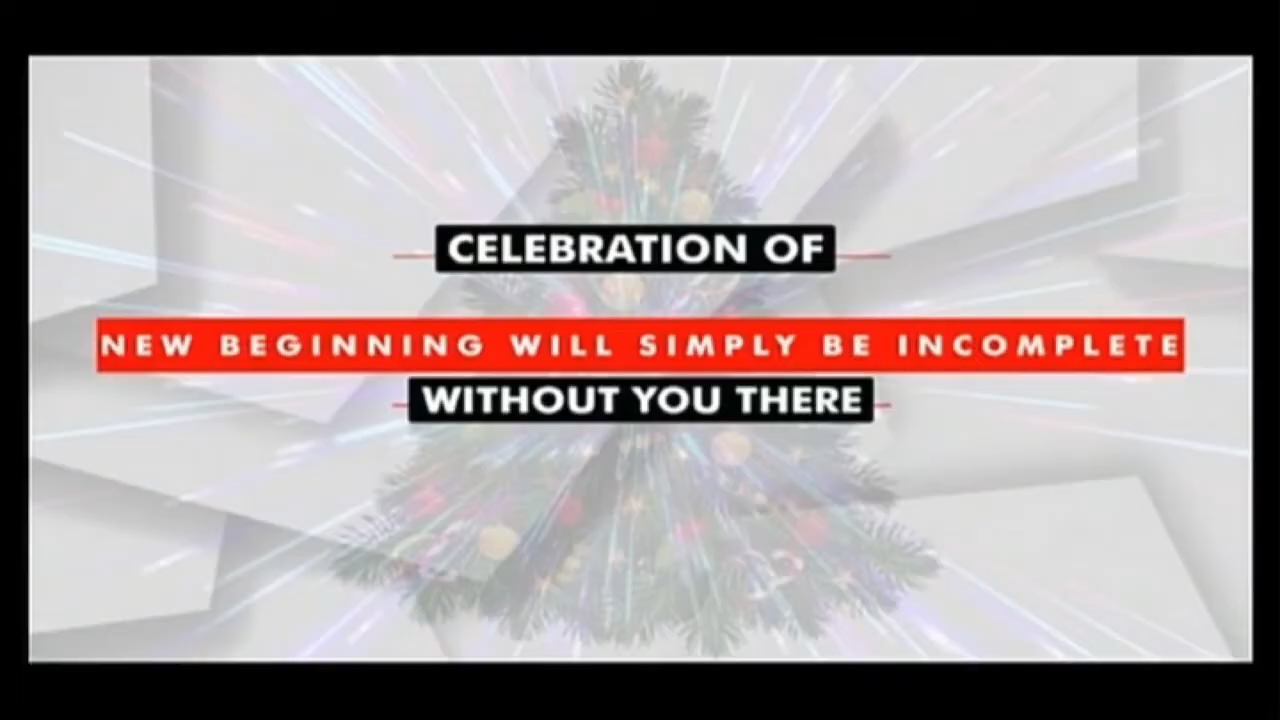 CELEBRATION OF
NEW BEGINNING WILL SIMPLY BE INCOMPLETE
WITHOUT YOU THERE